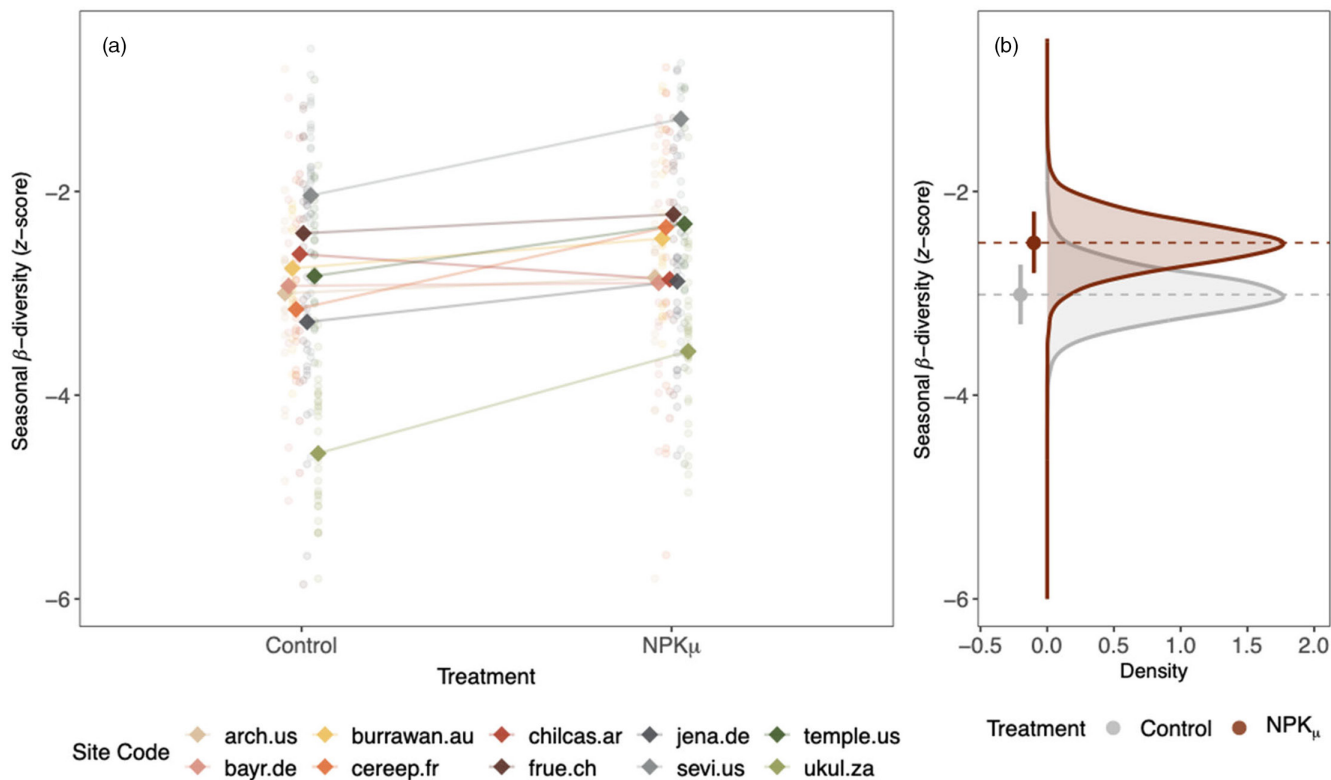 (a)
Seasonal β−diversity (z−score)
−2
−4
−6
Control
NPKμ
Treatment
Site Code
arch.us
burrawan.au
chilcas.ar
jena.de
temple.us
bayr.de
cereep.fr
frue.ch
sevi.us
ukul.za
(b)
Seasonal β−diversity (z−score)
−2
−4
−6
−0.5 0.0 0.5 1.0 1.5 2.0
Density
Treatment Control NPKμ